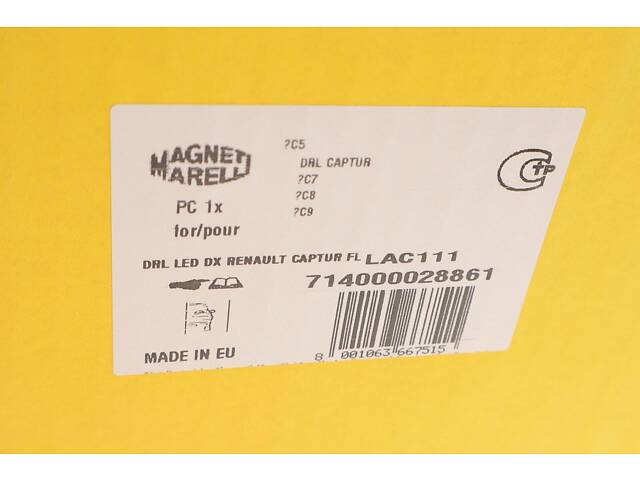 MAGNETI
MARELLI
?C5
DRL CAPTUR
?C7
?C8
?C9
PC 1x
for/pour
CTP
DRL LED DX RENAULT CAPTUR FL LAC111
714000028861
MADE IN EU
8 001063 667515